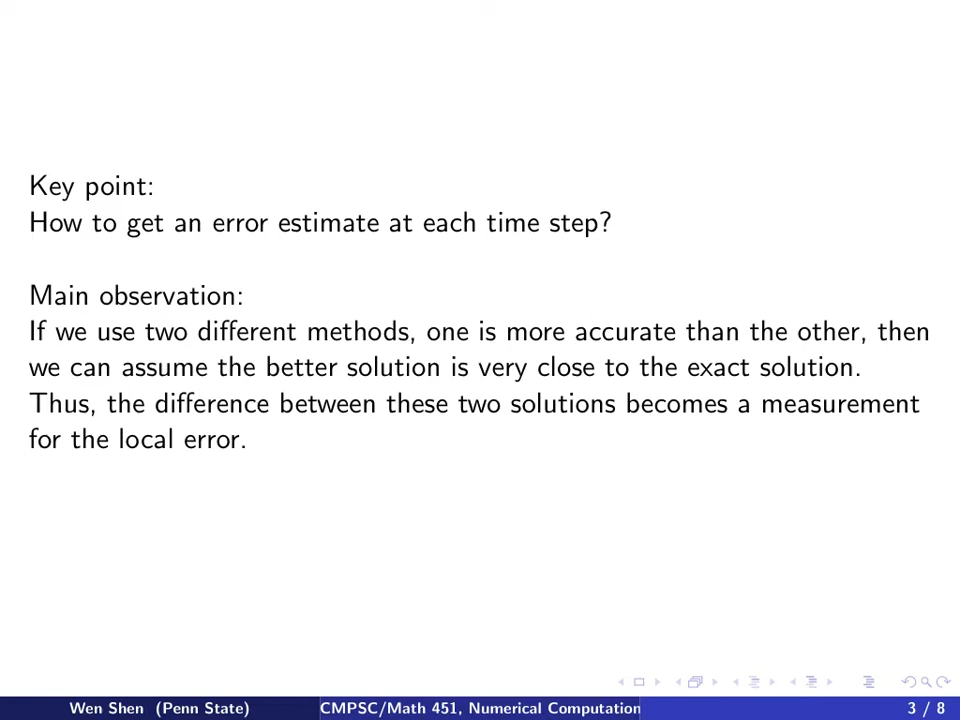 Key point:
How to get an error estimate at each time step?
Main observation:
If we use two different methods, one is more accurate than the other, then
we can assume the better solution is very close to the exact solution.
Thus, the difference between these two solutions becomes a measurement
for the local error.
Wen Shen (Penn State)
CMPSC/Math 451, Numerical Computation
3 / 8